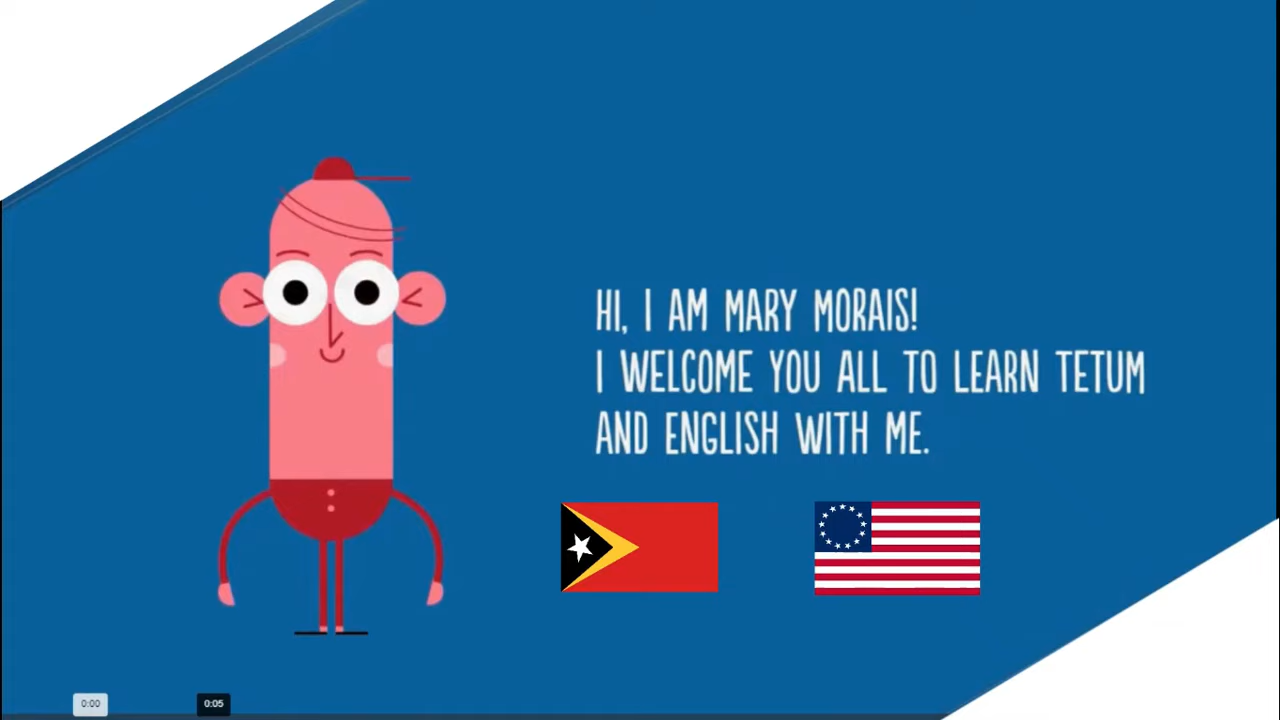 HI, I AM MARY MORAIS!
I WELCOME YOU ALL TO LEARN TETUM
AND ENGLISH WITH ME.
0:00
0:05